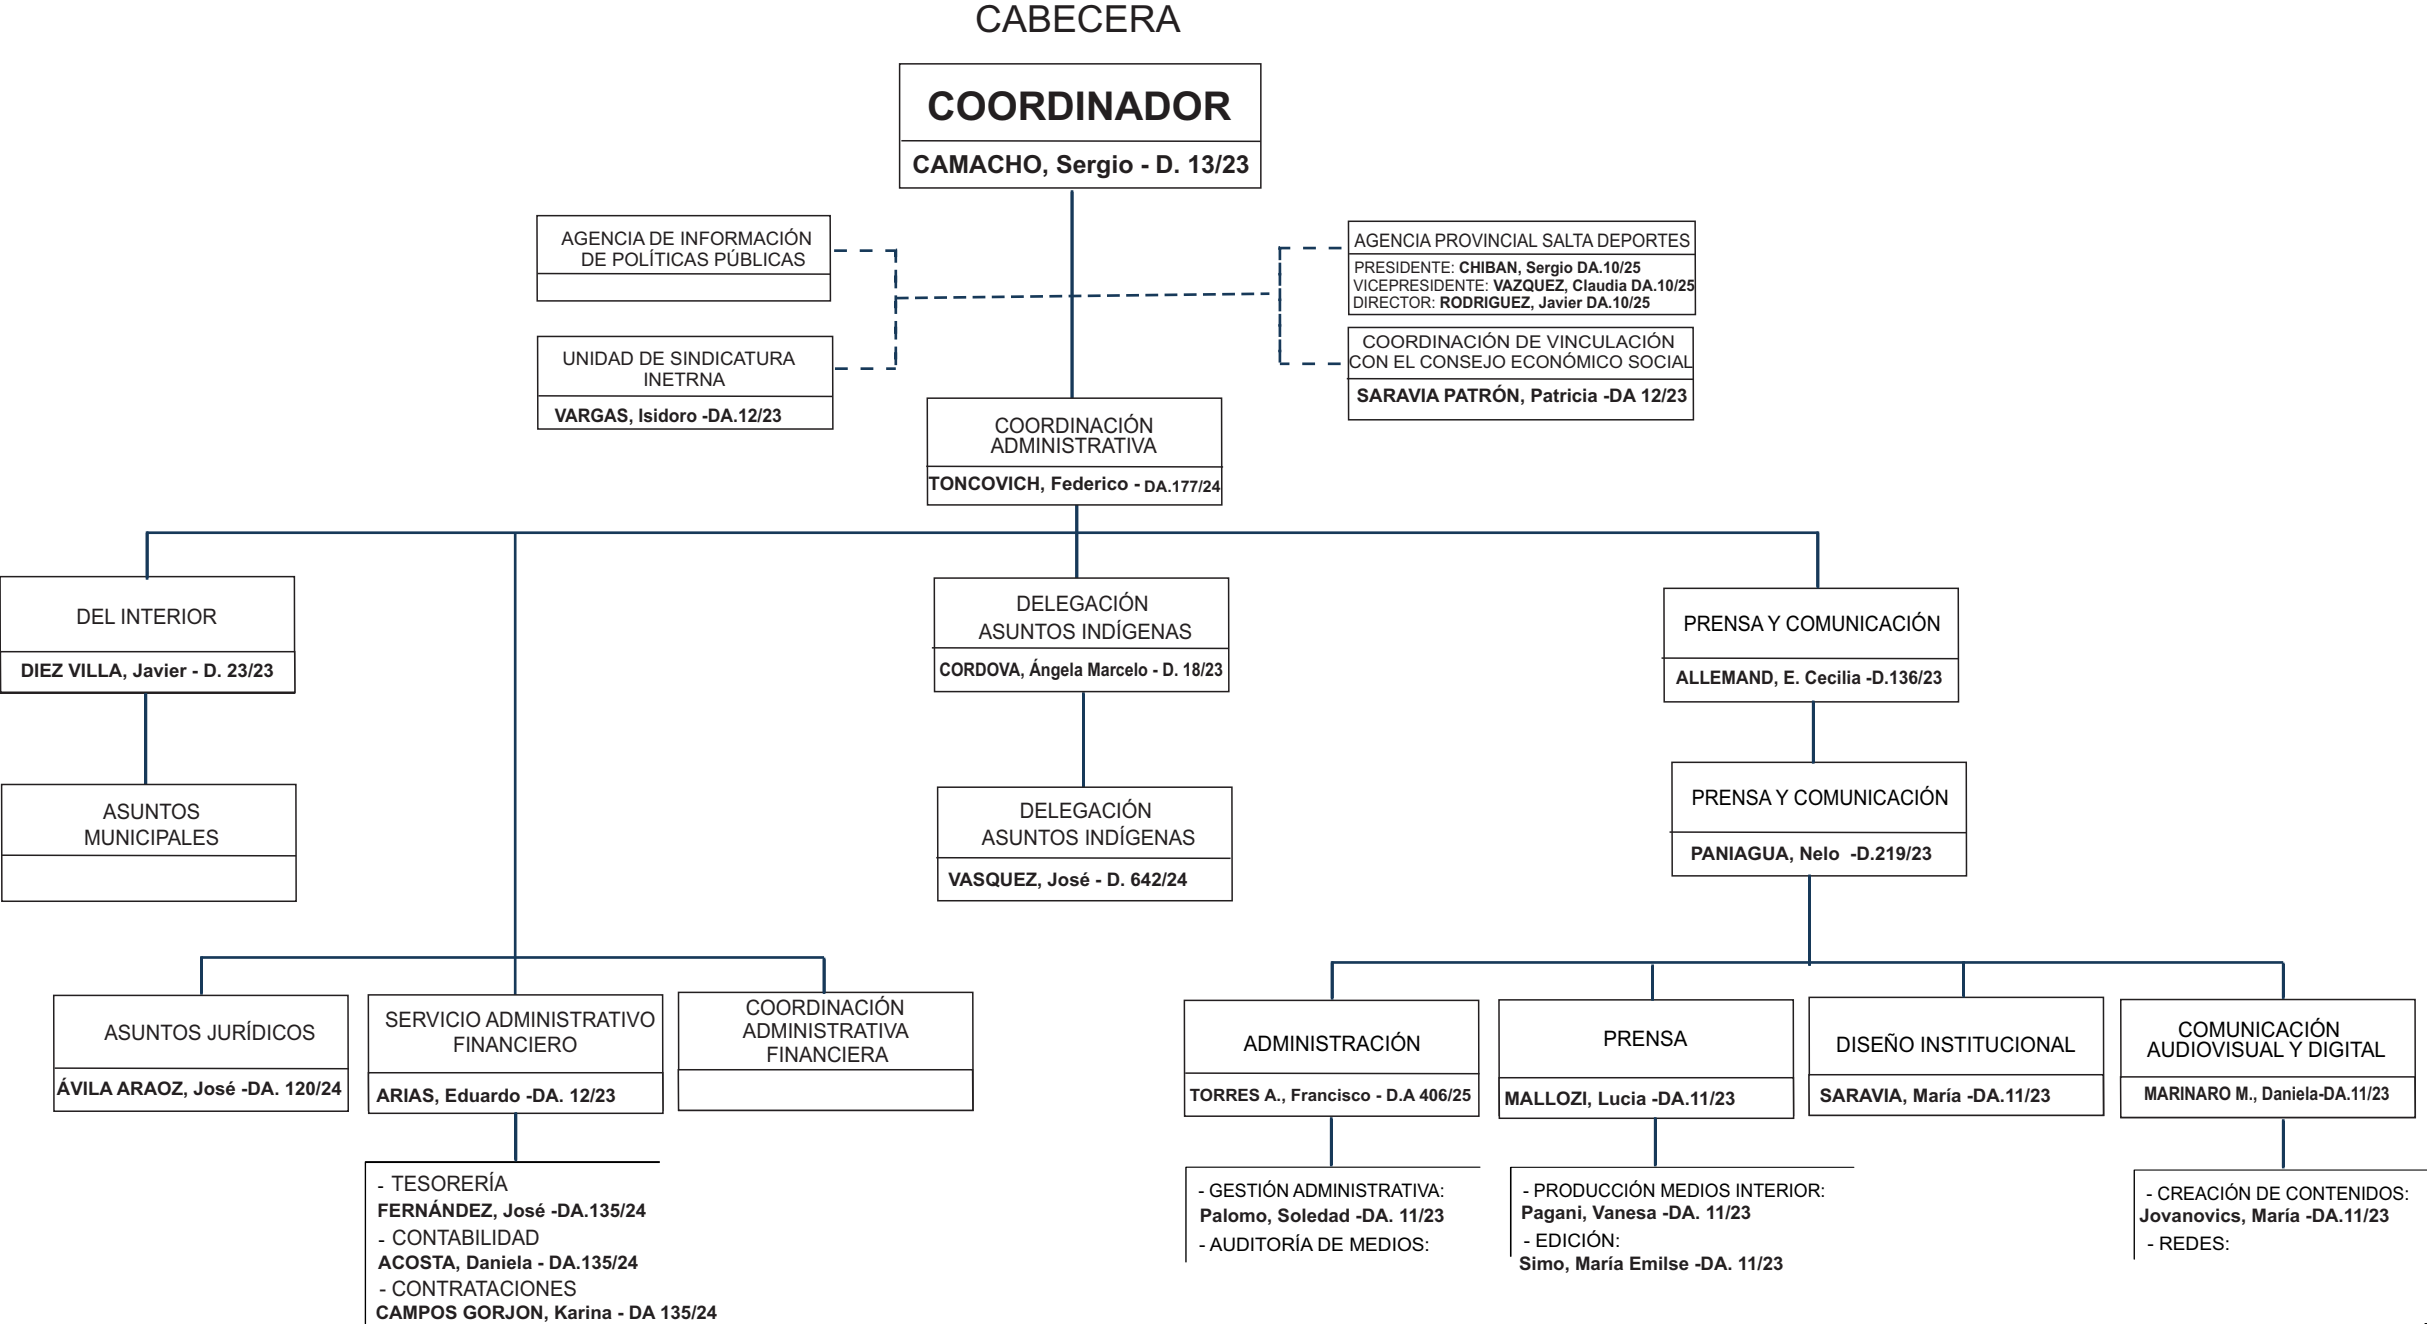 CABECERA
COORDINADOR
CAMACHO, Sergio - D. 13/23
AGENCIA DE INFORMACIÓN
DE POLÍTICAS PÚBLICAS
AGENCIA PROVINCIAL SALTA DEPORTES
PRESIDENTE: CHIBAN, Sergio DA.10/25
VICEPRESIDENTE: VAZQUEZ, Claudia DA.10/25
DIRECTOR: RODRIGUEZ, Javier DA.10/25
UNIDAD DE SINDICATURA
INETRNA
VARGAS, Isidoro -DA.12/23
COORDINACIÓN DE VINCULACIÓN
CON EL CONSEJO ECONÓMICO SOCIAL
SARAVIA PATRÓN, Patricia -DA 12/23
COORDINACIÓN
ADMINISTRATIVA
TONCOVICH, Federico - DA.177/24
DEL INTERIOR
DIEZ VILLA, Javier - D. 23/23
DELEGACIÓN
ASUNTOS INDÍGENAS
CORDOVA, Ángela Marcelo - D. 18/23
PRENSA Y COMUNICACIÓN
ALLEMAND, E. Cecilia -D.136/23
ASUNTOS
MUNICIPALES
DELEGACIÓN
ASUNTOS INDÍGENAS
VASQUEZ, José - D. 642/24
PRENSA Y COMUNICACIÓN
PANIAGUA, Nelo -D.219/23
ASUNTOS JURÍDICOS
ÁVILA ARAOZ, José -DA. 120/24
SERVICIO ADMINISTRATIVO
FINANCIERO
ARIAS, Eduardo -DA. 12/23
COORDINACIÓN
ADMINISTRATIVA
FINANCIERA
ADMINISTRACIÓN
TORRES A., Francisco - D.A 406/25
PRENSA
MALLOZI, Lucia -DA.11/23
DISEÑO INSTITUCIONAL
SARAVIA, María -DA.11/23
COMUNICACIÓN
AUDIOVISUAL Y DIGITAL
MARINARO M., Daniela-DA.11/23
- TESORERÍA
FERNÁNDEZ, José -DA.135/24
- CONTABILIDAD
ACOSTA, Daniela - DA.135/24
- CONTRATACIONES
CAMPOS GORJON, Karina - DA 135/24
- GESTIÓN ADMINISTRATIVA:
Palomo, Soledad -DA. 11/23
- AUDITORÍA DE MEDIOS:
- PRODUCCIÓN MEDIOS INTERIOR:
Pagani, Vanesa -DA. 11/23
- EDICIÓN:
Simo, María Emilse -DA. 11/23
- CREACIÓN DE CONTENIDOS:
Jovanovics, María -DA.11/23
- REDES: